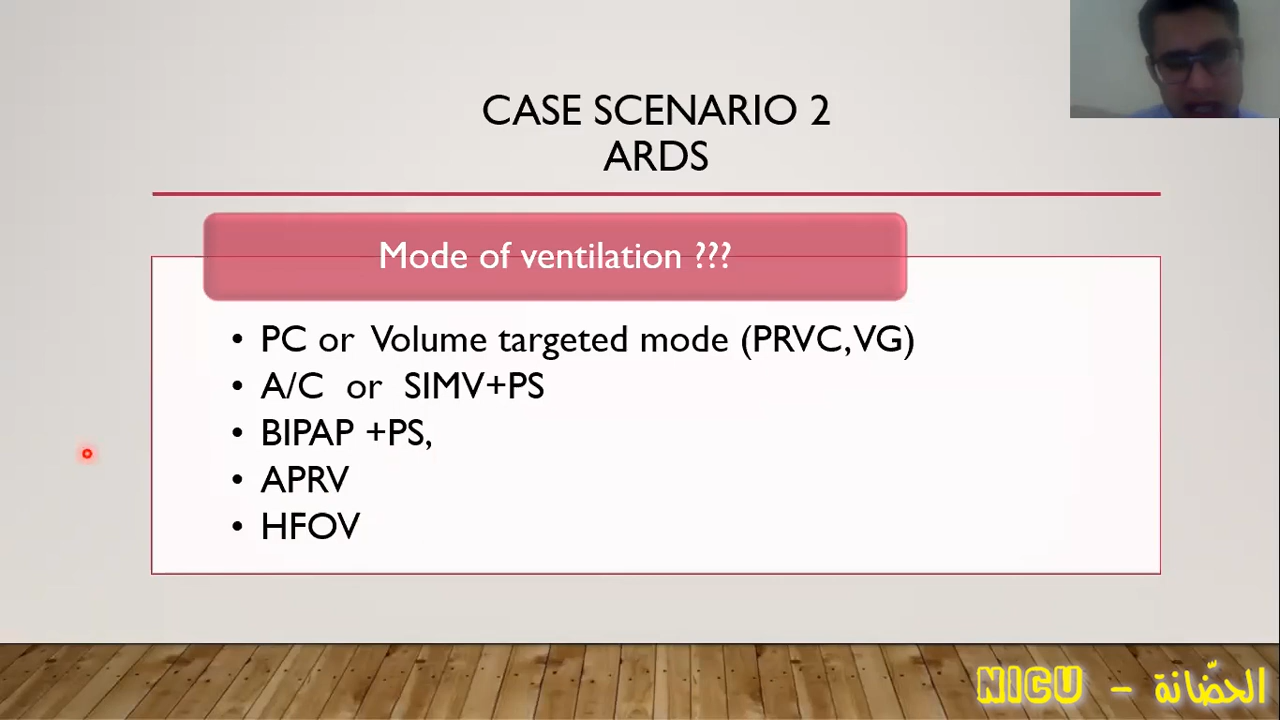 CASE SCENARIO 2
ARDS
Mode of ventilation ???
• PC or Volume targeted mode (PRVC,VG)
• A/C or SIMV+PS
• BIPAP +PS,
• APRV
• HFOV
NICU - الحضّانة